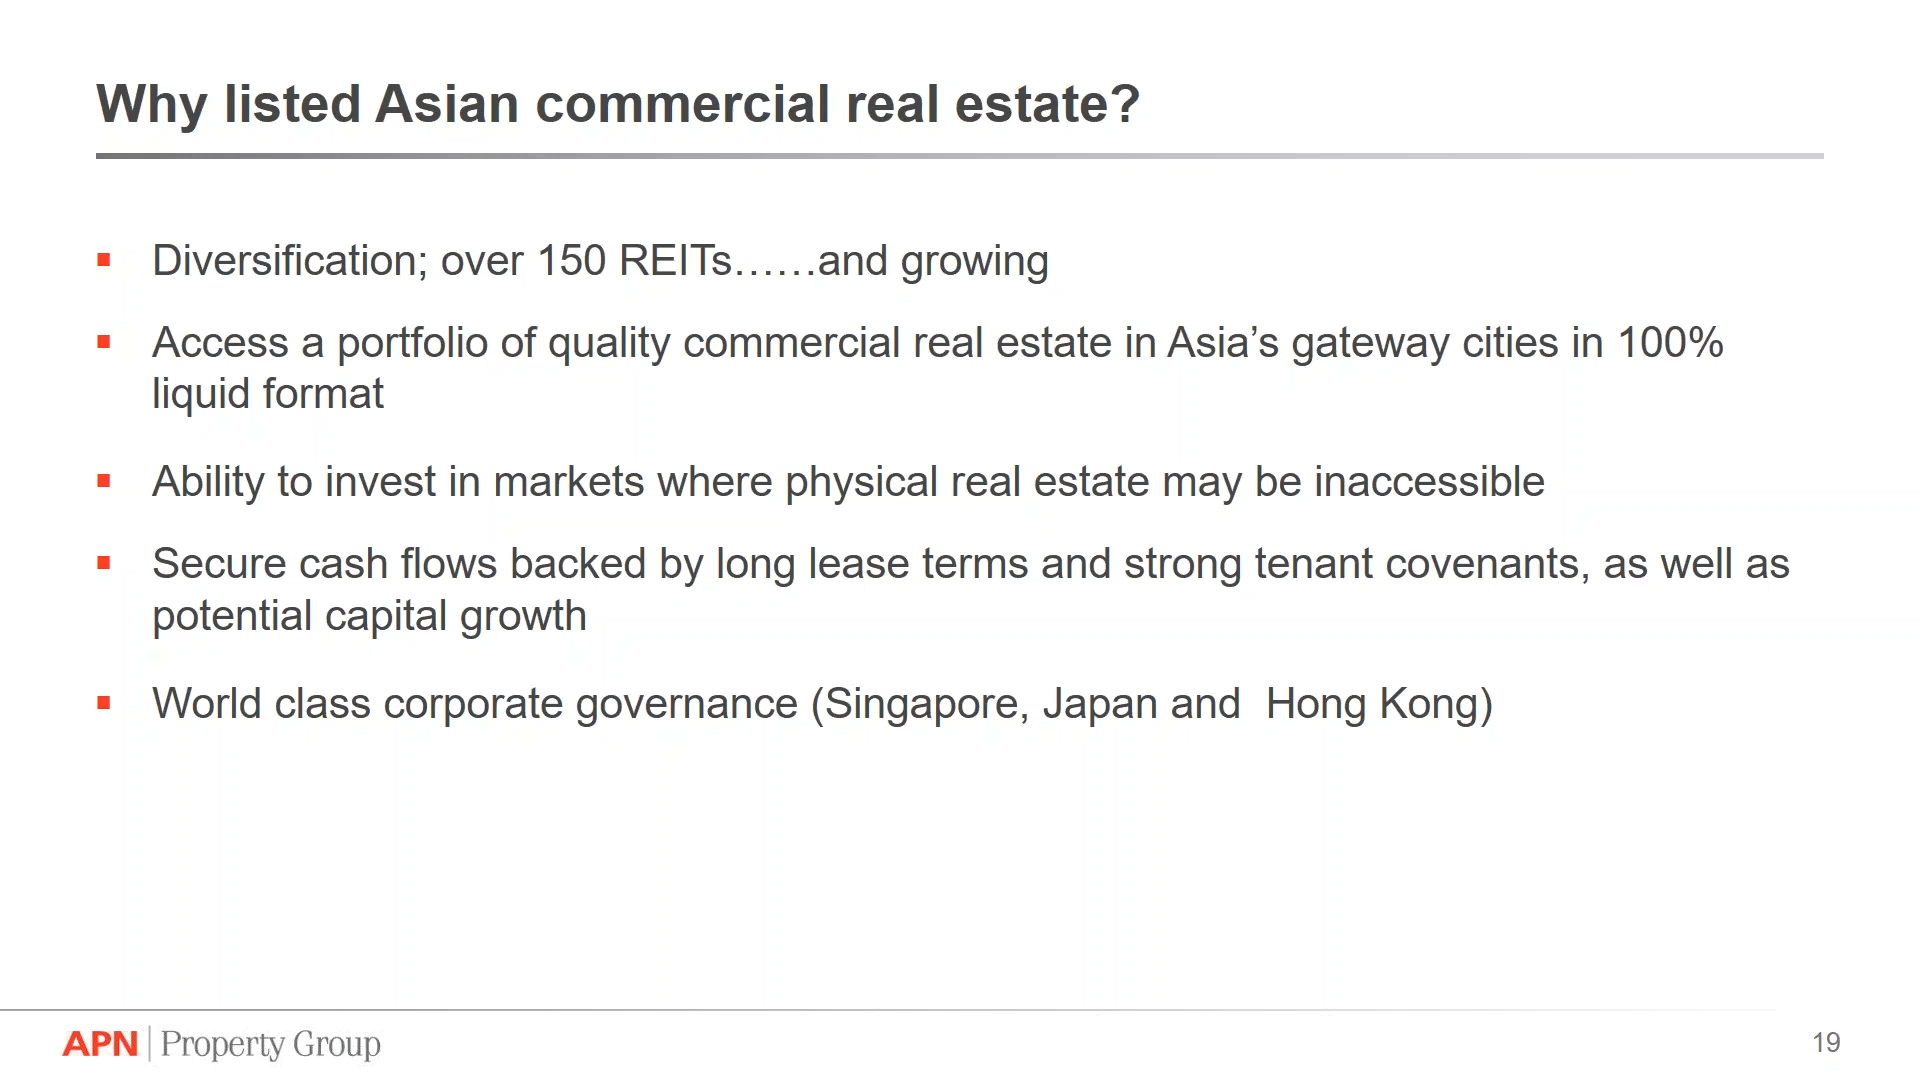 Why listed Asian commercial real estate?
▪ Diversification; over 150 REITs……and growing
▪ Access a portfolio of quality commercial real estate in Asia’s gateway cities in 100%
liquid format
▪ Ability to invest in markets where physical real estate may be inaccessible
▪ Secure cash flows backed by long lease terms and strong tenant covenants, as well as
potential capital growth
▪ World class corporate governance (Singapore, Japan and  Hong Kong)
APN | Property Group
19